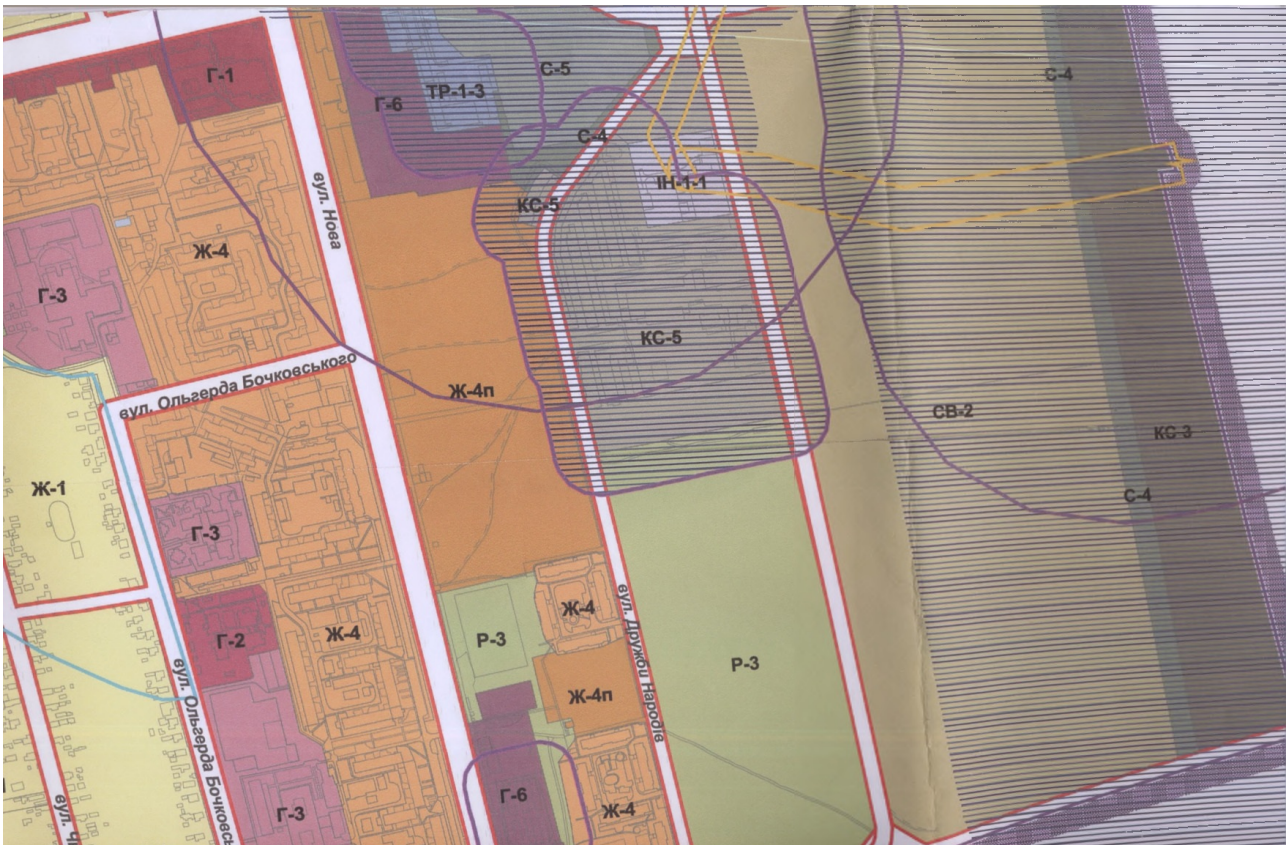 Г-1
С-5
С-4
ТР-1-3
Г-6
С-4
ІН-1-1
КС-5
вул. Нова
Ж-4
Г-3
КС-5
вул. Ольгерда Бочковського
Ж-4п
СВ-2
КС-3
Ж-1
С-4
Г-3
Ж-4
Г-2
Ж-4
Р-3
вул. Дружби Народів
Р-3
Ж-4п
вул. Ольгерда Бочковсь
Г-6
Ж-4
Г-3
вул.